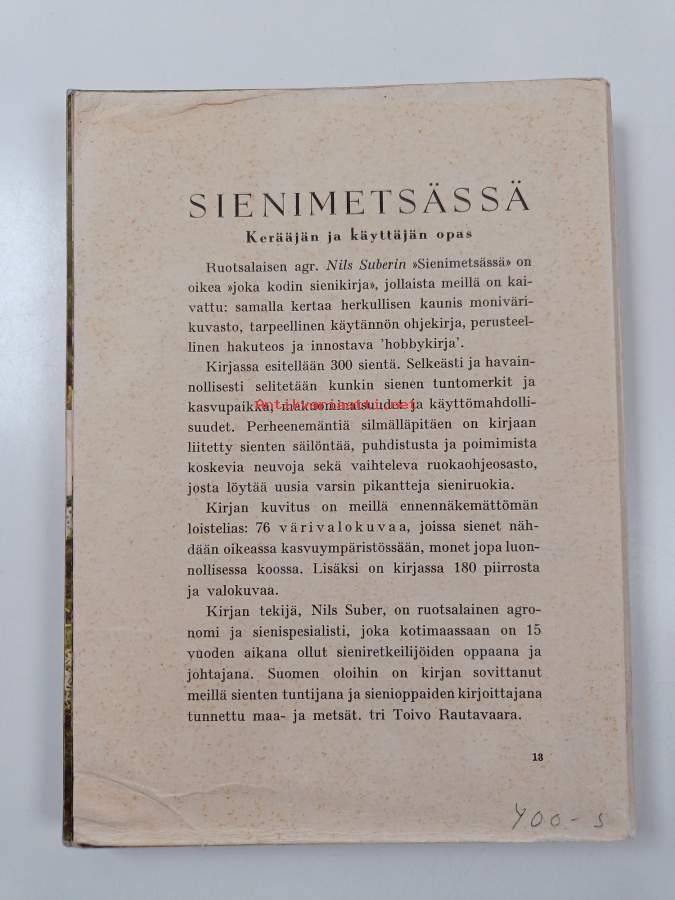 SIENIMETSÄSSÄ
Kerääjän ja käyttäjän opas
Ruotsalaisen agr. Nils Suberin »Sienimetsässä» on
oikea »joka kodin sienikirja», jollaista meillä on kai-
vattu: samalla kertaa herkullisen kaunis moniväri-
kuvasto, tarpeellinen käytännön ohjekirja, perusteel-
linen hakuteos ja innostava 'hobbykirja'.
Kirjassa esitellään 300 sientä. Selkeästi ja havain-
nollisesti selitetään kunkin sienen tuntomerkit ja
kasvupaikka, makuominaisuudet ja käyttömahdolli-
Antikvariaatti.net
suudet. Perheenemäntiä silmälläpitäen on kirjaan
liitetty sienten säilöntää, puhdistusta ja poimimista
koskevia neuvoja sekä vaihteleva ruokaohjeosasto,
josta löytää uusia varsin pikantteja sieniruokia.
Kirjan kuvitus on meillä ennennäkemättömän
loistelias: 76 värivalokuvaa, joissa sienet näh-
dään oikeassa kasvuympäristössään, monet jopa luon-
nollisessa koossa. Lisäksi on kirjassa 180 piirrosta
ja valokuvaa.
Kirjan tekijä, Nils Suber, on ruotsalainen agro-
nomi ja sienispesialisti, joka kotimaassaan on 15
vuoden aikana ollut sieniretkeilijöiden oppaana ja
johtajana. Suomen oloihin on kirjan sovittanut
meillä sienten tuntijana ja sienioppaiden kirjoittajana
tunnettu maa- ja metsät. tri Toivo Rautavaara.
13
400-s